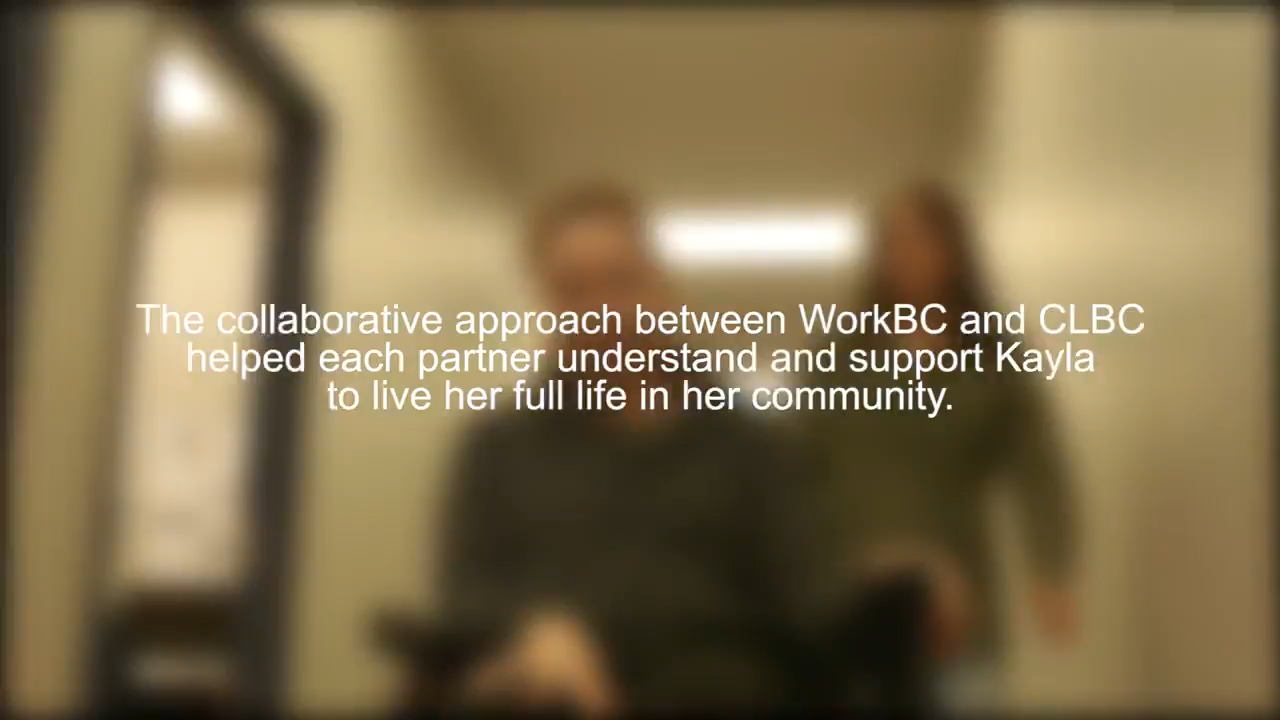 The collaborative approach between WorkBC and CLBC
helped each partner understand and support Kayla
to live her full life in her community.